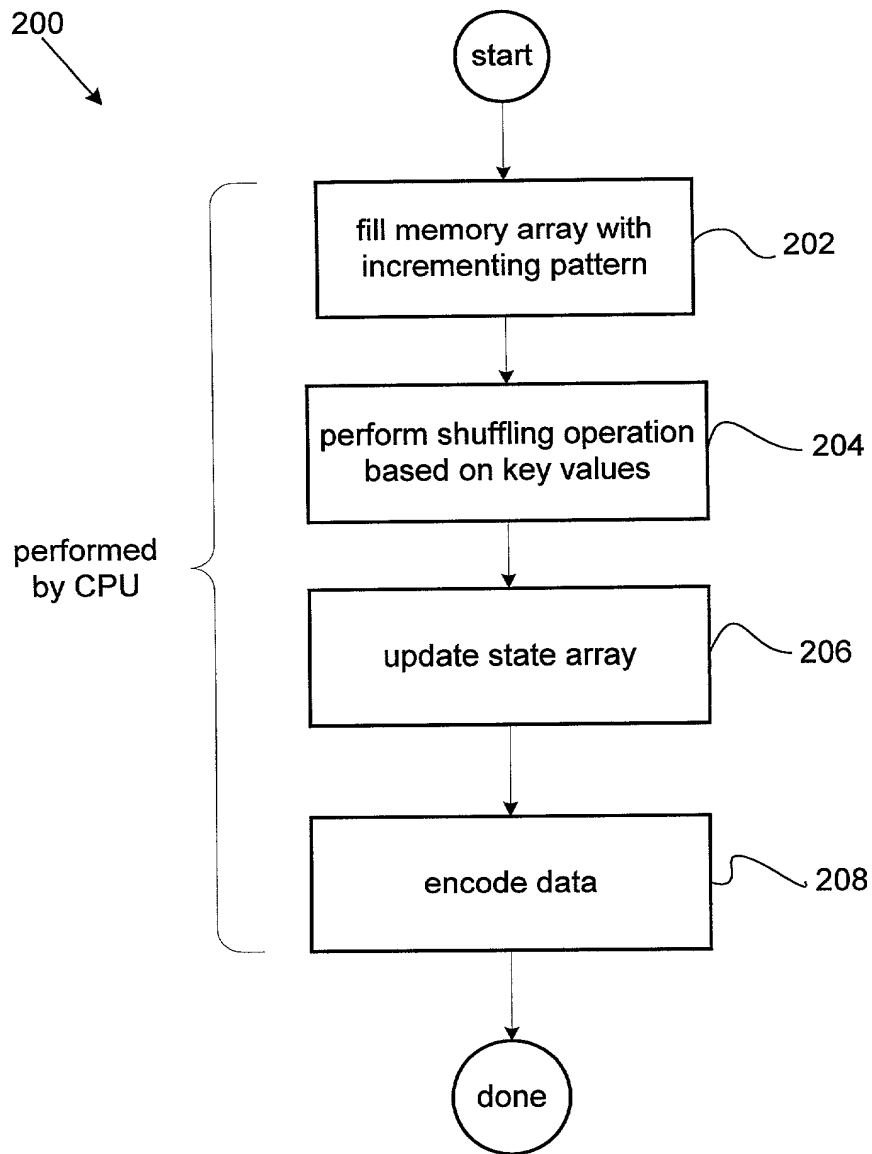 200
start
fill memory array with
incrementing pattern
202
perform shuffling operation
based on key values
204
performed
by CPU
update state array
206
encode data
208
done